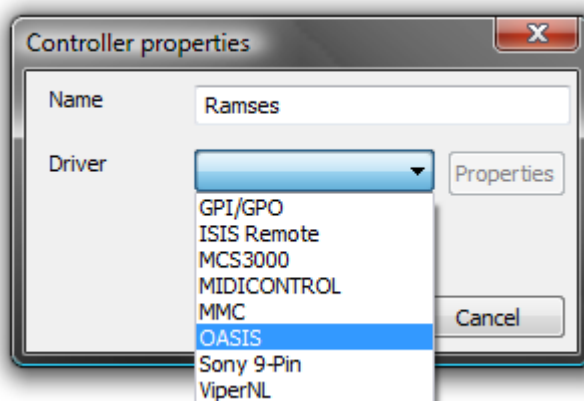 Controller properties
Name
Ramses
Driver
Properties
GPI/GPO
ISIS Remote
MCS3000
MIDICONTROL
MMC
OASIS
Sony 9-Pin
ViperNL
Cancel